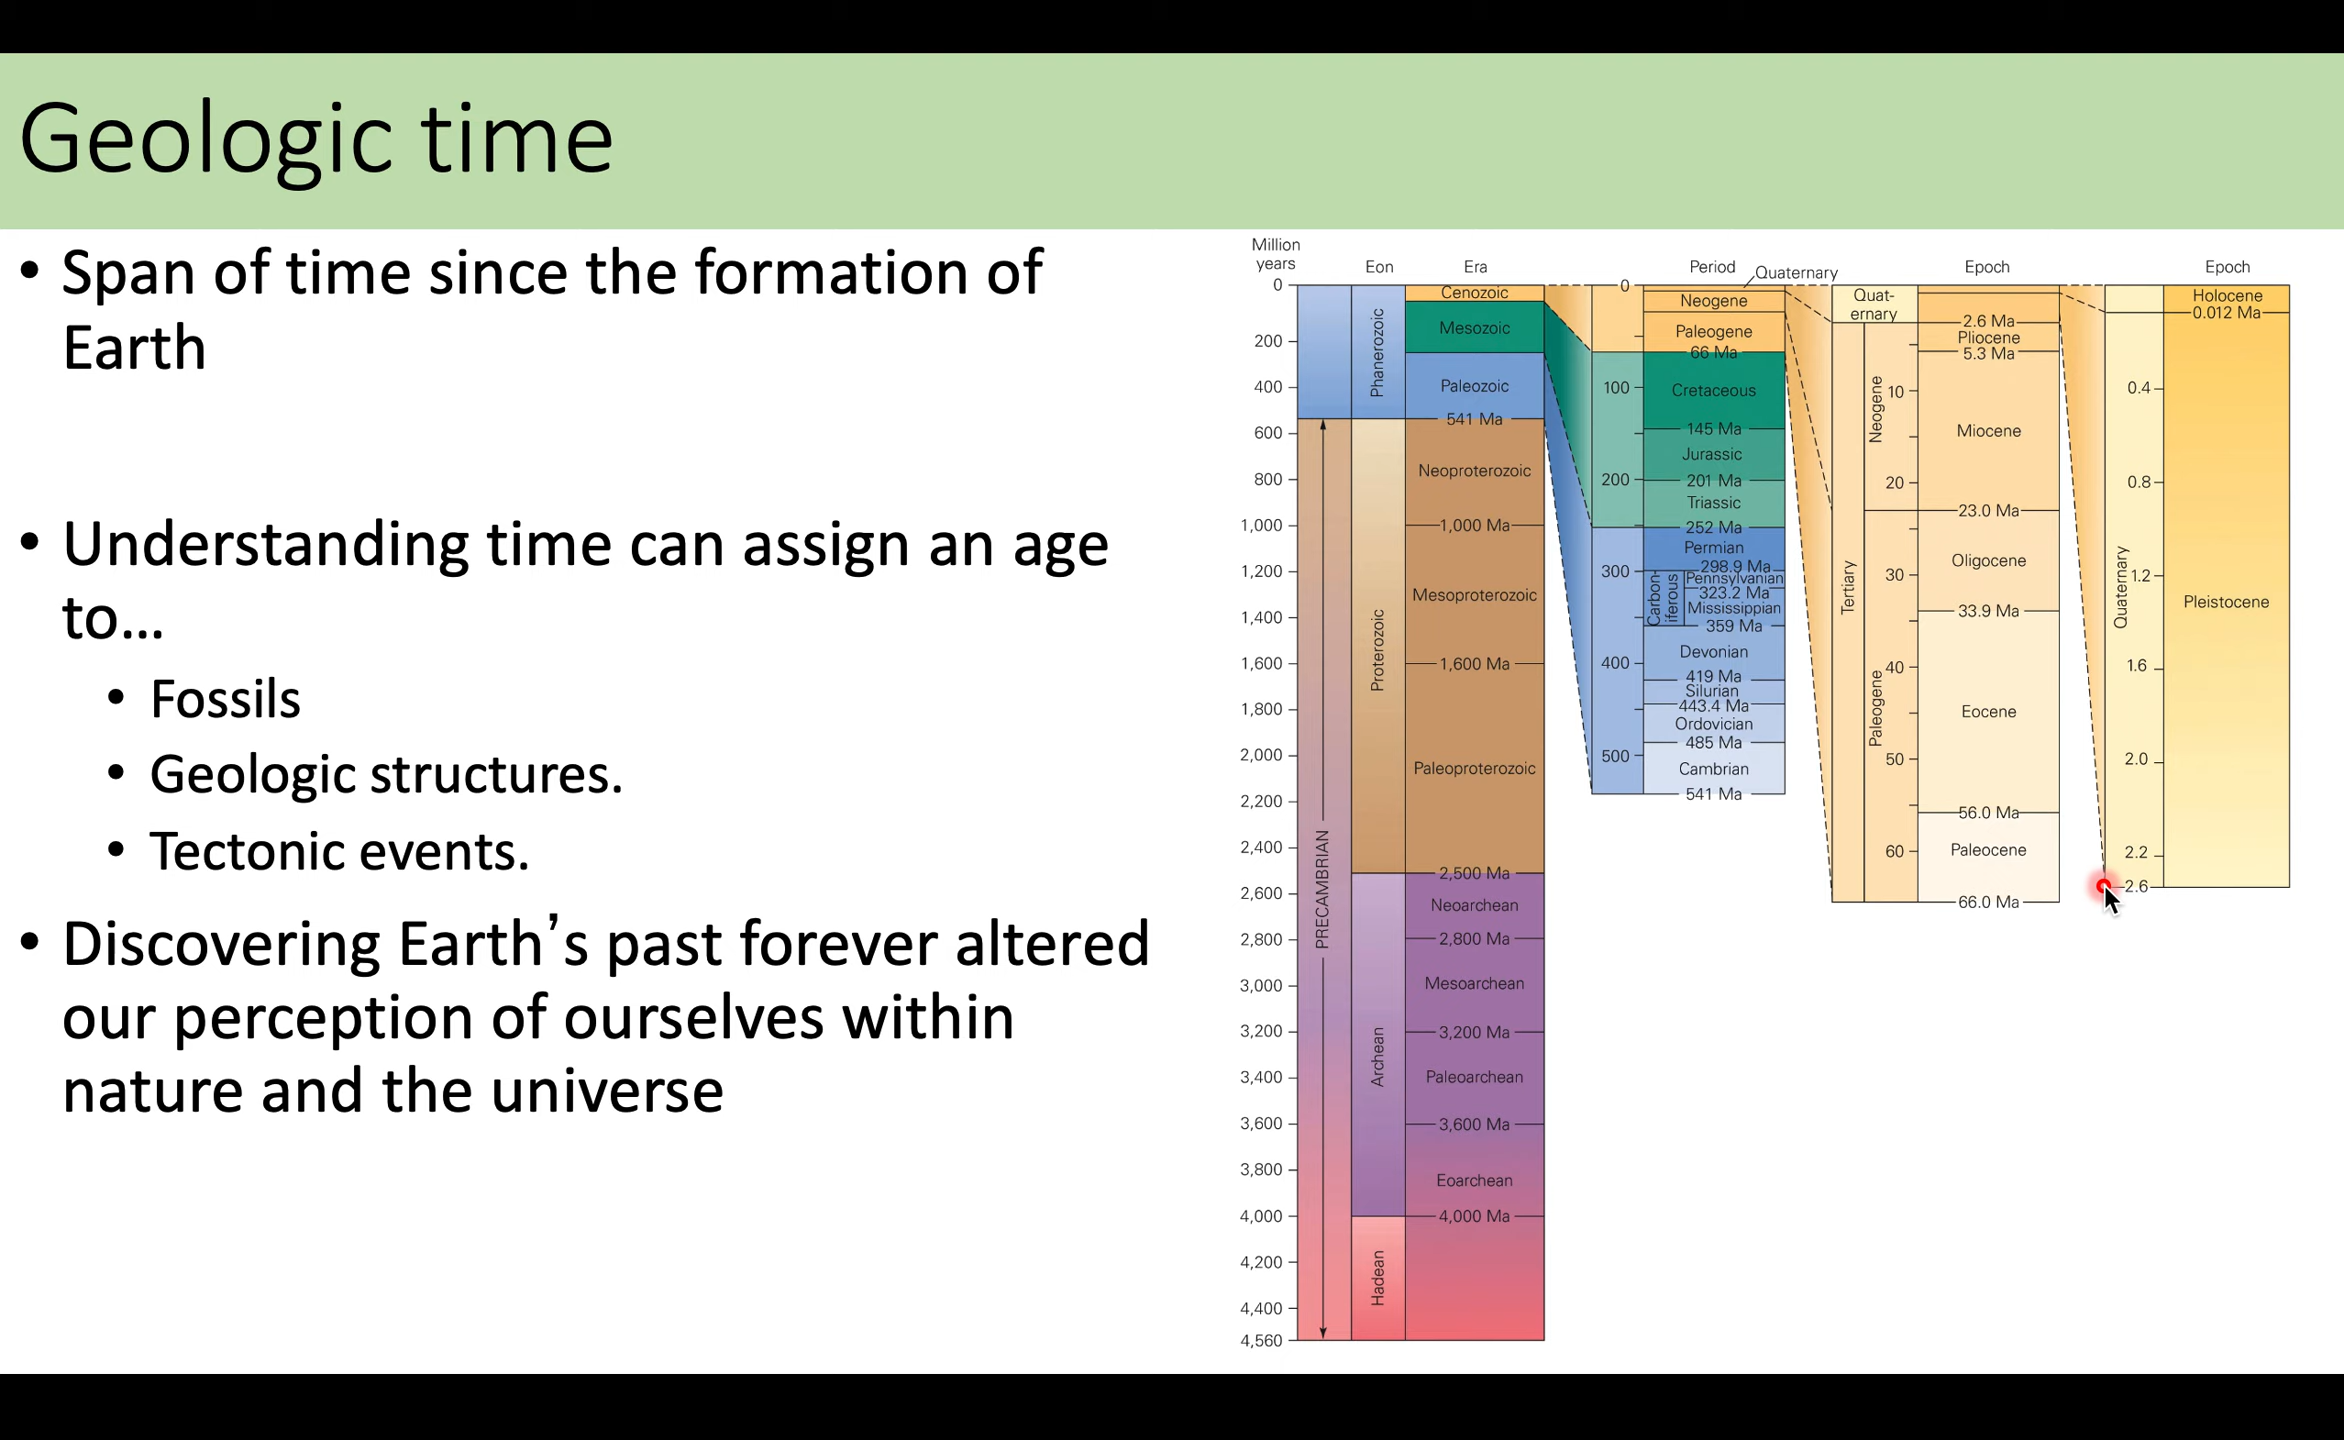 Geologic time
• Span of time since the formation of
Earth
• Understanding time can assign an age
to…
• Fossils
• Geologic structures.
• Tectonic events.
• Discovering Earth’s past forever altered
our perception of ourselves within
nature and the universe
Million
years
Eon
Era
0
200
400
600
800
1,000
1,200
1,400
1,600
1,800
2,000
2,200
2,400
2,600
2,800
3,000
3,200
3,400
3,600
3,800
4,000
4,200
4,400
4,560
PRECAMBRIAN
Phanerozoic
Proterozoic
Archean
Hadean
Cenozoic
Mesozoic
Paleozoic
541 Ma
Neoproterozoic
1,000 Ma
Mesoproterozoic
1,600 Ma
Paleoproterozoic
2,500 Ma
Neoarchean
2,800 Ma
Mesoarchean
3,200 Ma
Paleoarchean
3,600 Ma
Eoarchean
4,000 Ma
Period
Quaternary
0
100
200
300
400
500
Neogene
Paleogene
66 Ma
Cretaceous
145 Ma
Jurassic
201 Ma
Triassic
252 Ma
Permian
298.9 Ma
Carbon-
iferous
Pennsylvanian
323.2 Ma
Mississippian
359 Ma
Devonian
419 Ma
Silurian
443.4 Ma
Ordovician
485 Ma
Cambrian
541 Ma
Epoch
Quat-
ernary
Tertiary
Neogene
Paleogene
10
20
30
40
50
60
2.6 Ma
Pliocene
5.3 Ma
Miocene
23.0 Ma
Oligocene
33.9 Ma
Eocene
56.0 Ma
Paleocene
66.0 Ma
Epoch
Quaternary
0.4
0.8
1.2
1.6
2.0
2.2
2.6
Holocene
0.012 Ma
Pleistocene